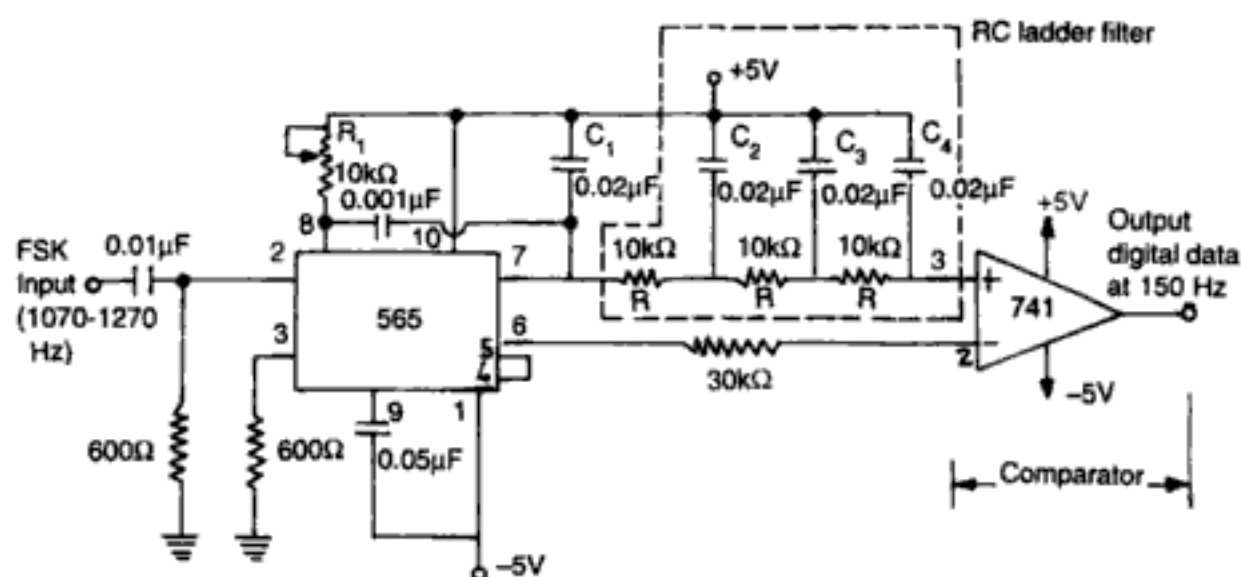 RC ladder filter
+5V
R1
10kΩ
0.001μF
C1
0.02μF
C2
0.02μF
C3
0.02μF
C4
0.02μF
8
10
FSK
Input
(1070-1270
Hz)
0.01μF
2
3
565
7
6
5
4
9
1
10kΩ
R
10kΩ
R
10kΩ
R
3
2
30kΩ
+
−
741
+5V
−5V
Output
digital data
at 150 Hz
600Ω
600Ω
0.05μF
Comparator
−5V